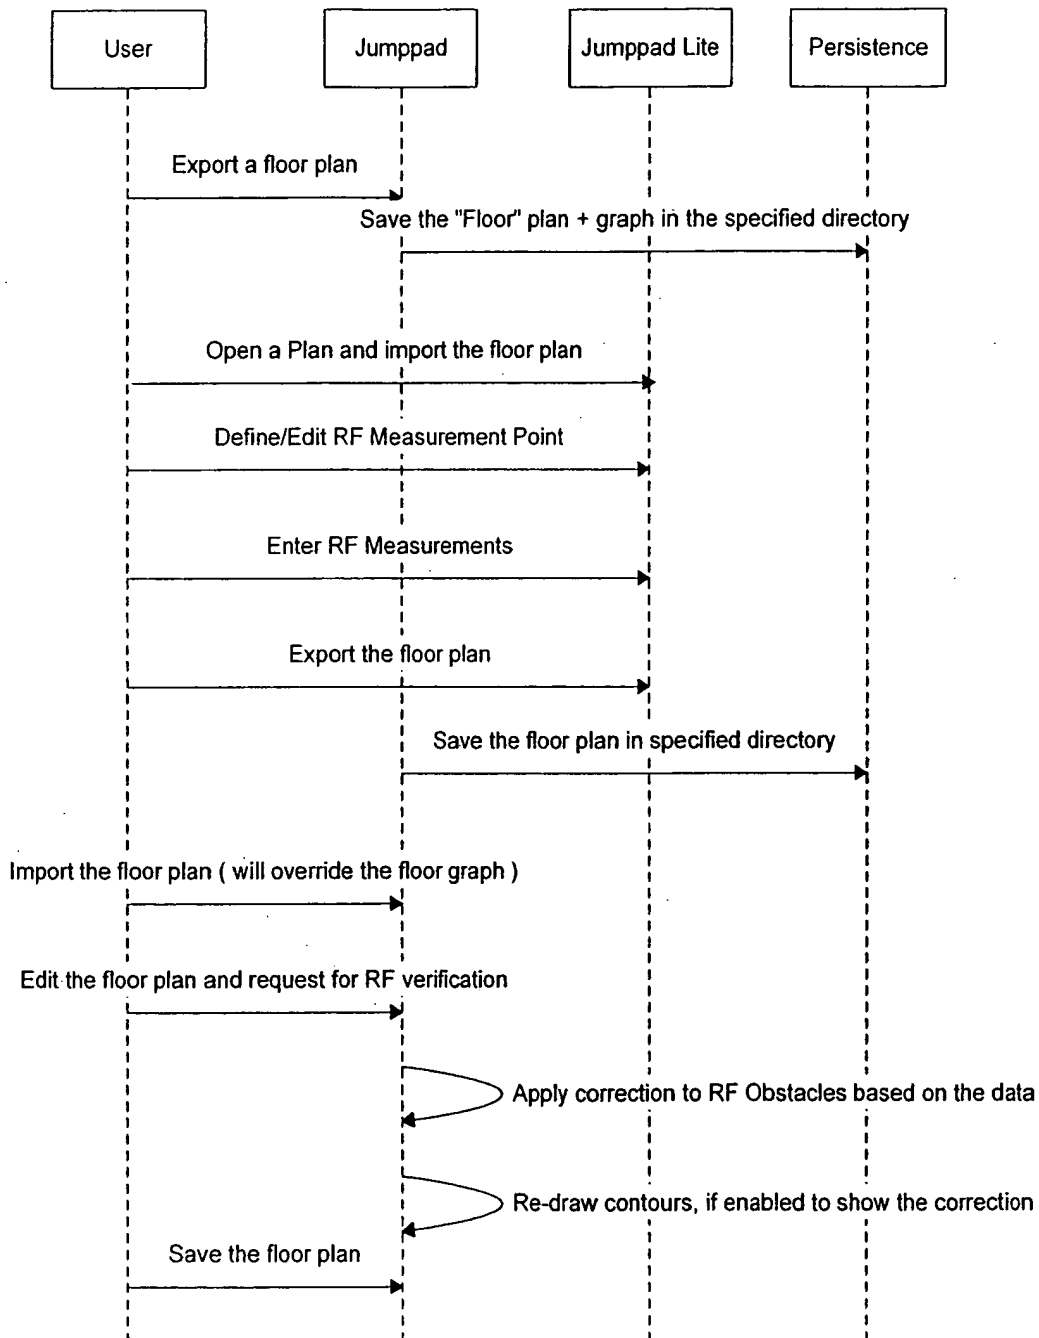 User
Jumppad
Jumppad Lite
Persistence
Export a floor plan
Save the "Floor" plan + graph in the specified directory
Open a Plan and import the floor plan
Define/Edit RF Measurement Point
Enter RF Measurements
Export the floor plan
Save the floor plan in specified directory
Import the floor plan ( will override the floor graph )
Edit the floor plan and request for RF verification
Apply correction to RF Obstacles based on the data
Re-draw contours, if enabled to show the correction
Save the floor plan